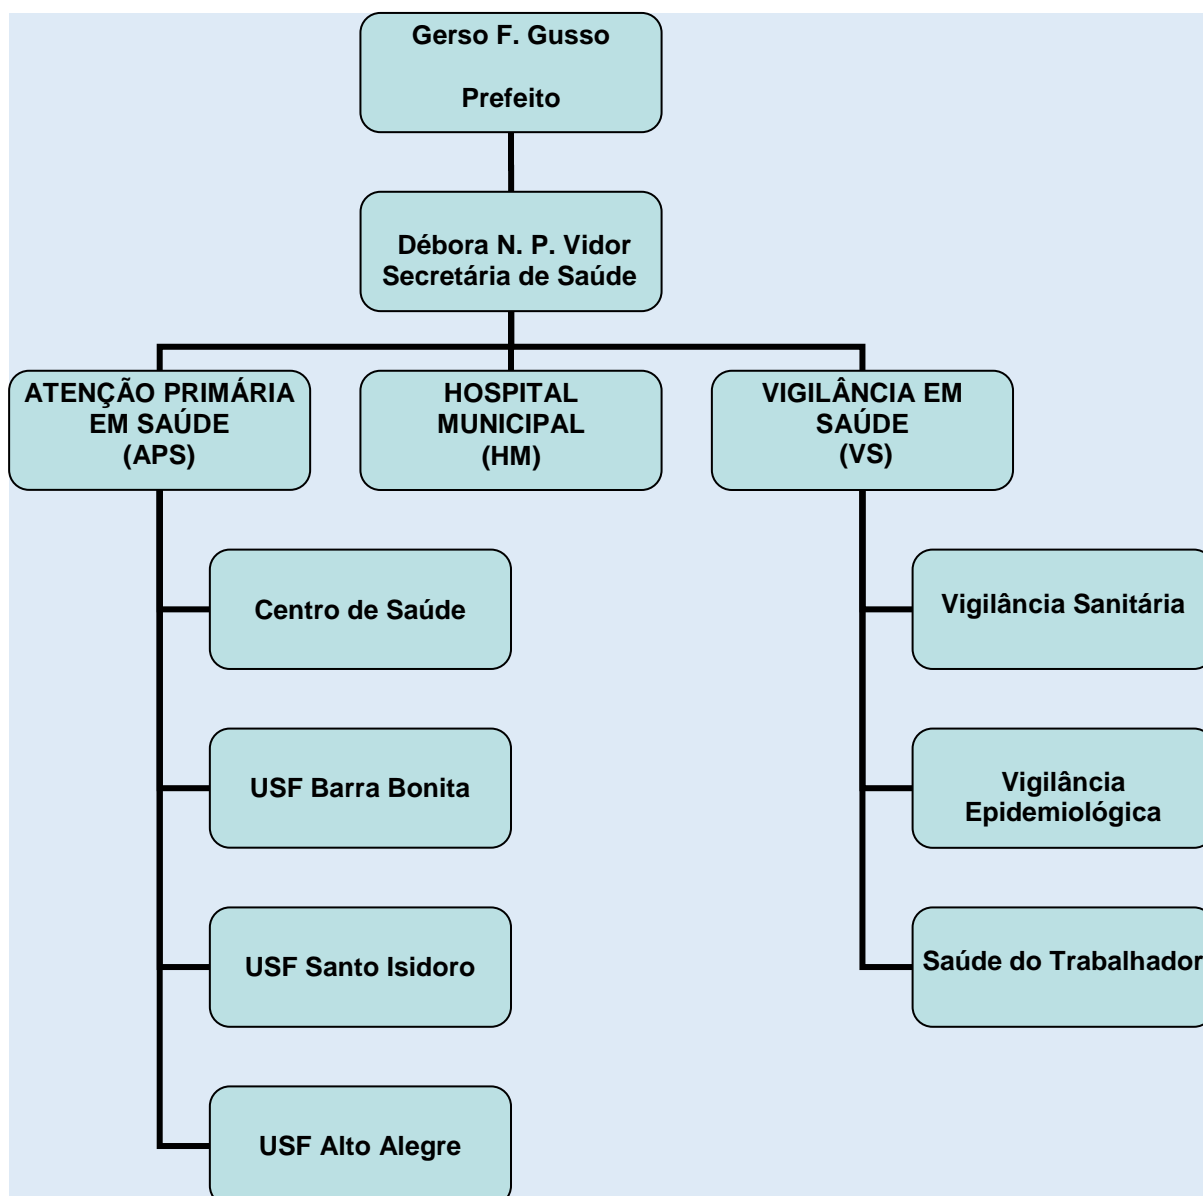 Gerso F. Gusso
Prefeito
Débora N. P. Vidor
Secretária de Saúde
ATENÇÃO PRIMÁRIA
EM SAÚDE
(APS)
HOSPITAL
MUNICIPAL
(HM)
VIGILÂNCIA EM
SAÚDE
(VS)
Centro de Saúde
USF Barra Bonita
USF Santo Isidoro
USF Alto Alegre
Vigilância Sanitária
Vigilância
Epidemiológica
Saúde do Trabalhador